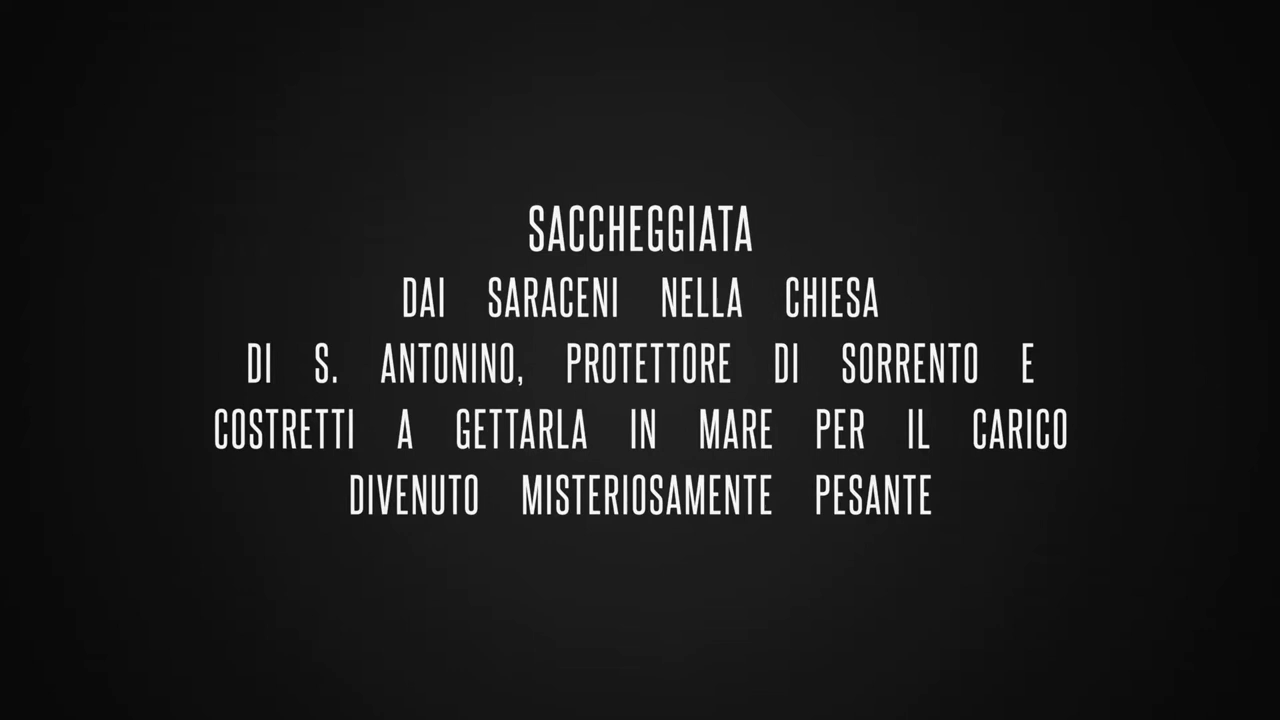 SACCHEGGIATA
DAI SARACENI NELLA CHIESA
DI S. ANTONINO, PROTETTORE DI SORRENTO E
COSTRETTI A GETTARLA IN MARE PER IL CARICO
DIVENUTO MISTERIOSAMENTE PESANTE